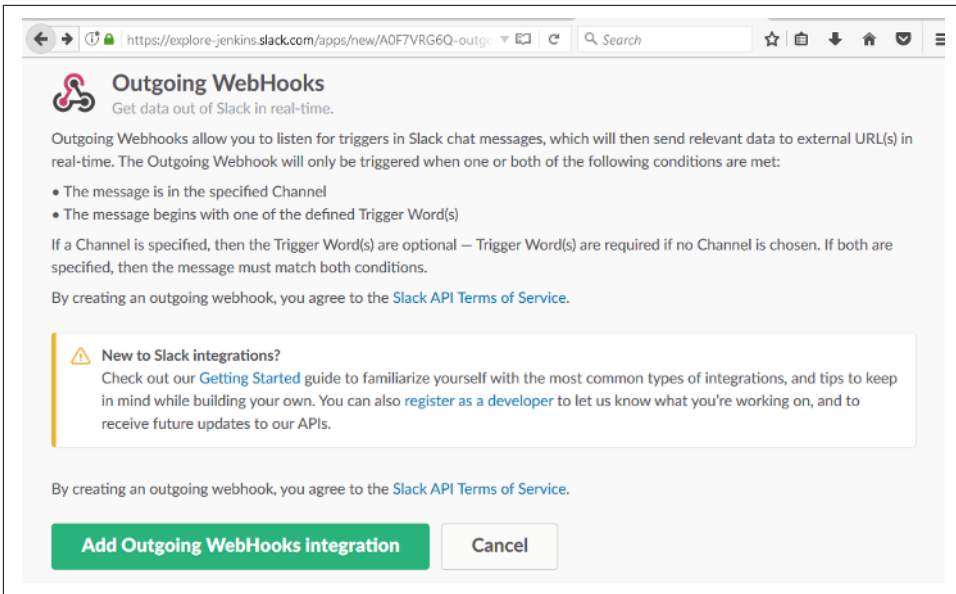 https://explore-jenkins.slack.com/apps/new/A0F7VRG6Q-outgo
Search
Outgoing WebHooks
Get data out of Slack in real-time.
Outgoing Webhooks allow you to listen for triggers in Slack chat messages, which will then send relevant data to external URL(s) in
real-time. The Outgoing Webhook will only be triggered when one or both of the following conditions are met:
• The message is in the specified Channel
• The message begins with one of the defined Trigger Word(s)
If a Channel is specified, then the Trigger Word(s) are optional — Trigger Word(s) are required if no Channel is chosen. If both are
specified, then the message must match both conditions.
By creating an outgoing webhook, you agree to the Slack API Terms of Service.
New to Slack integrations?
Check out our Getting Started guide to familiarize yourself with the most common types of integrations, and tips to keep
in mind while building your own. You can also register as a developer to let us know what you're working on, and to
receive future updates to our APIs.
By creating an outgoing webhook, you agree to the Slack API Terms of Service.
Add Outgoing WebHooks integration
Cancel